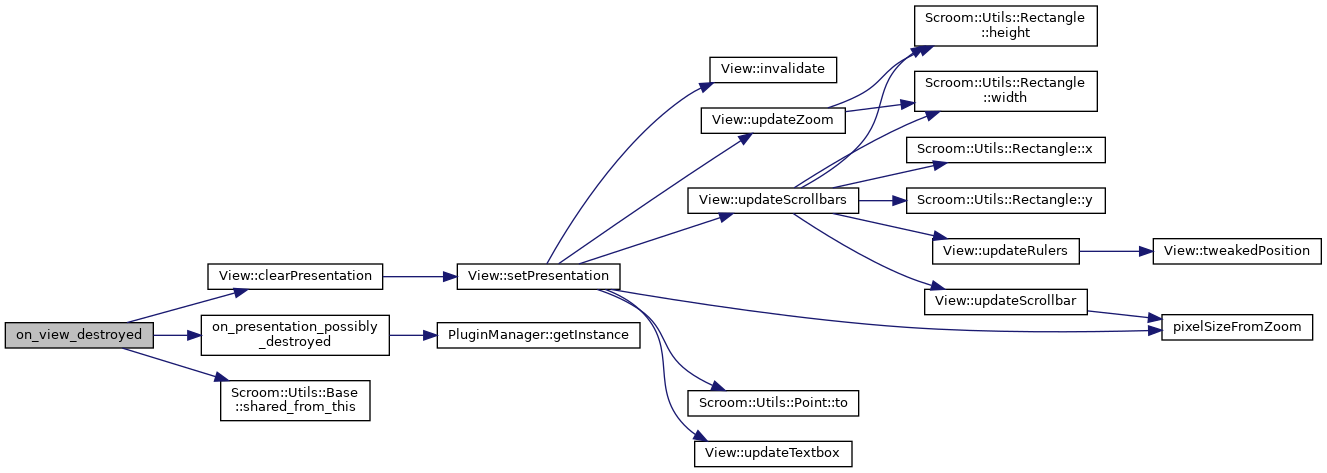 Scroom::Utils::Rectangle
::height
View::invalidate
Scroom::Utils::Rectangle
::width
View::updateZoom
Scroom::Utils::Rectangle::x
View::updateScrollbars
Scroom::Utils::Rectangle::y
View::updateRulers
View::tweakedPosition
View::clearPresentation
View::setPresentation
View::updateScrollbar
pixelSizeFromZoom
on_view_destroyed
on_presentation_possibly
_destroyed
PluginManager::getInstance
Scroom::Utils::Base
::shared_from_this
Scroom::Utils::Point::to
View::updateTextbox